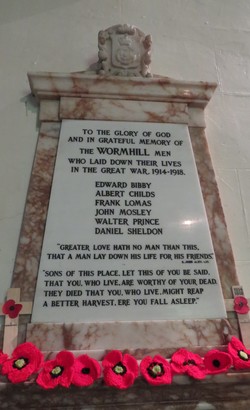 TO THE GLORY OF GOD
AND IN GRATEFUL MEMORY OF
THE WORMHILL MEN
WHO LAID DOWN THEIR LIVES
IN THE GREAT WAR, 1914-1918.
EDWARD BIBBY
ALBERT CHILDS
FRANK LOMAS
JOHN MOSLEY
WALTER PRINCE
DANIEL SHELDON
"GREATER LOVE HATH NO MAN THAN THIS,
THAT A MAN LAY DOWN HIS LIFE FOR HIS FRIENDS."
"SONS OF THIS PLACE, LET THIS OF YOU BE SAID,
THAT YOU, WHO LIVE, ARE WORTHY OF YOUR DEAD.
THEY DIED THAT YOU, WHO LIVE, MIGHT REAP
A BETTER HARVEST, ERE YOU FALL ASLEEP."